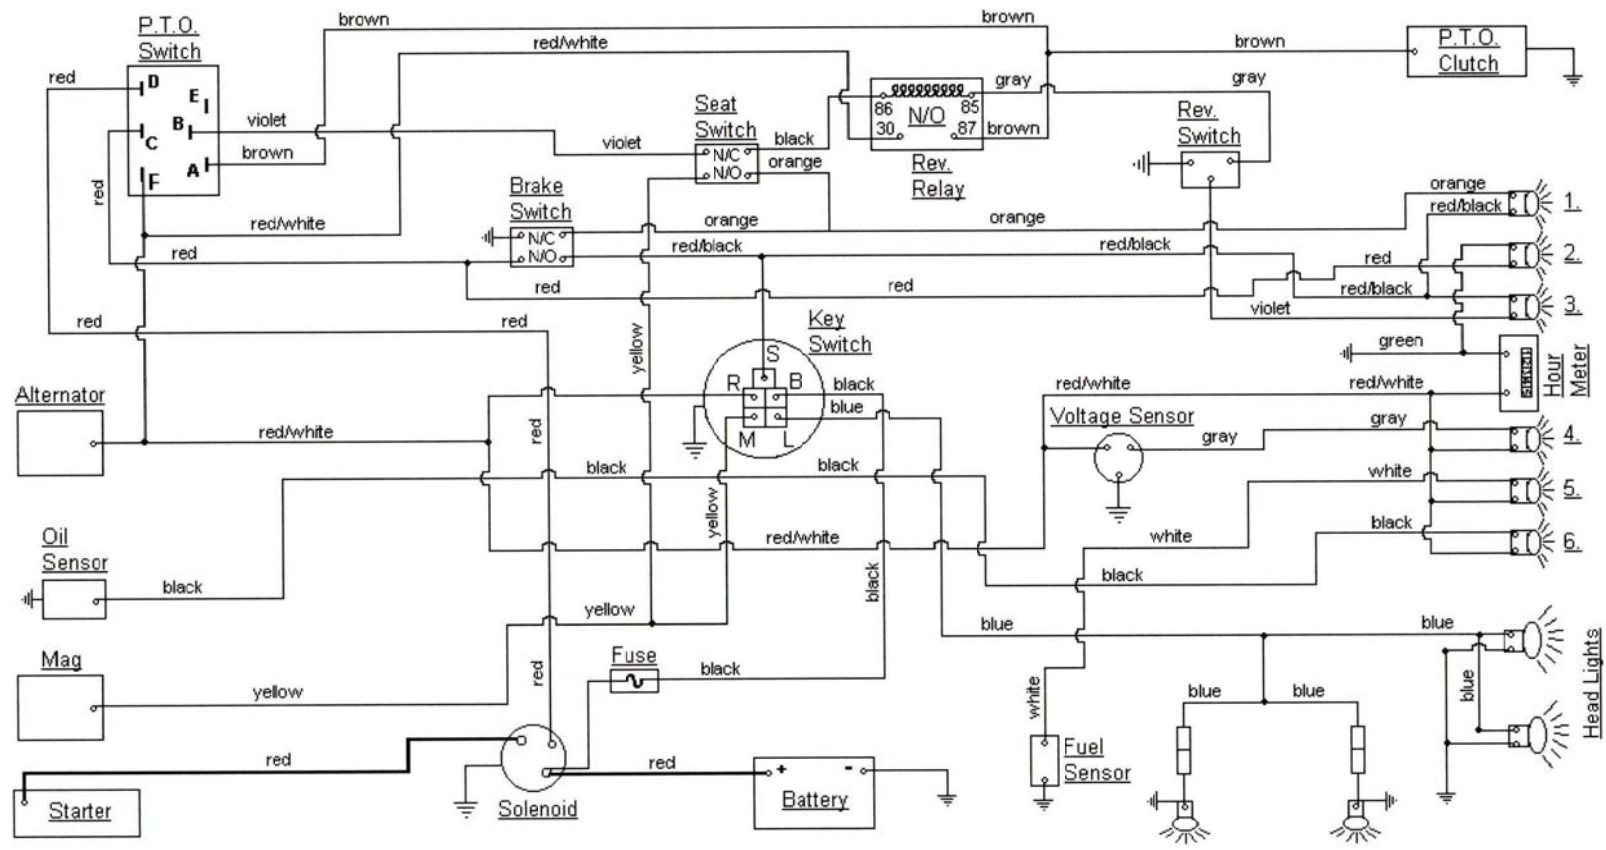 brown
brown
P.T.O.
Switch
red/white
brown
P.T.O.
Clutch
red
D
E
B
C
A
F
violet
brown
violet
Seat
Switch
N/C
N/O
black
orange
gray
gray
86
85
N/O
30
87
brown
Rev.
Relay
Rev.
Switch
red
red/white
Brake
Switch
N/C
N/O
orange
orange
orange
red/black
1.
red
red/black
red/black
red
2.
red
red
red/black
violet
3.
red
red
yellow
Key
Switch
S
R
B
M
L
black
blue
green
Hour
Meter
red/white
red/white
Alternator
red/white
red
Voltage Sensor
gray
gray
4.
black
black
white
5.
yellow
red/white
white
black
6.
Oil
Sensor
black
black
black
yellow
blue
blue
Mag
yellow
red
Fuse
black
white
blue
blue
blue
Head Lights
red
Solenoid
red
+
-
Battery
Fuel
Sensor
Starter